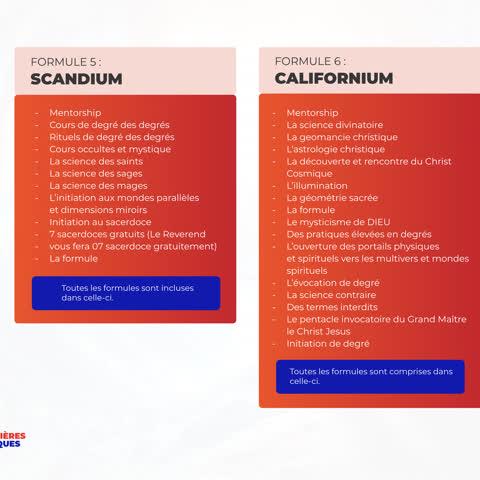 FORMULE 5 :
SCANDIUM
- Mentorship
- Cours de degré des degrés
- Rituels de degré des degrés
- Cours occultes et mystique
- La science des saints
- La science des sages
- La science des mages
- L'initiation aux mondes parallèles
et dimensions miroirs
- Initiation au sacerdoce
- 7 sacerdoces gratuits (Le Reverend
- vous fera 07 sacerdoce gratuitement)
- La formule
Toutes les formules sont incluses
dans celle-ci.
FORMULE 6 :
CALIFORNIUM
- Mentorship
- La science divinatoire
- La geomancie christique
- L'astrologie christique
- La découverte et rencontre du Christ
Cosmique
- L'illumination
- La géométrie sacrée
- La formule
- Le mysticisme de DIEU
- Des pratiques élevées en degrés
- L'ouverture des portails physiques
et spirituels vers les multivers et mondes
spirituels
- L'évocation de degré
- La science contraire
- Des termes interdits
- Le pentacle invocatoire du Grand Maître
le Christ Jesus
- Initiation de degré
Toutes les formules sont comprises dans
celle-ci.